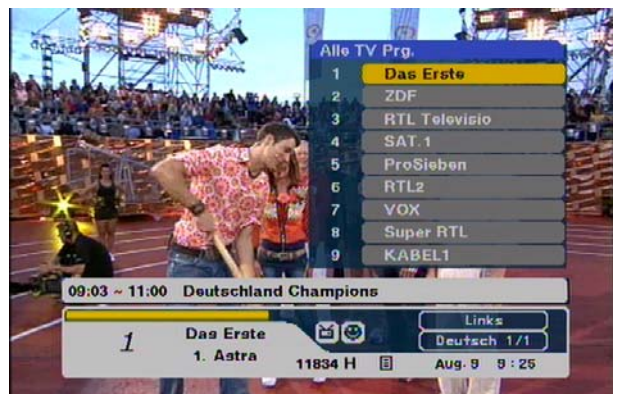 Alle TV Prg.
1 Das Erste
2 ZDF
3 RTL Televisio
4 SAT.1
5 ProSieben
6 RTL2
7 VOX
8 Super RTL
9 KABEL1
09:03 ~ 11:00 Deutschland Champions
1
Das Erste
1. Astra
Links
Deutsch 1/1
11834 H
Aug. 9 9:25